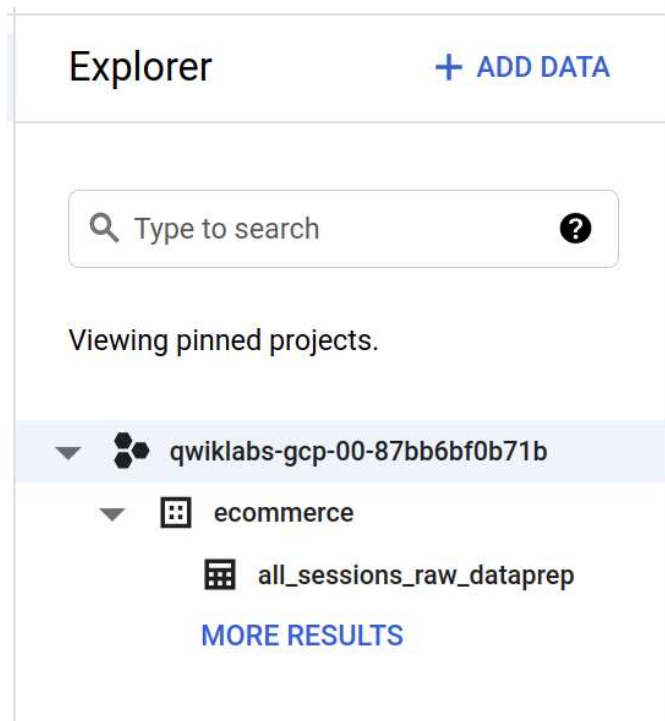 Explorer + ADD DATA
Type to search
Viewing pinned projects.
qwiklabs-gcp-00-87bb6bf0b71b
ecommerce
all_sessions_raw_dataprep
MORE RESULTS